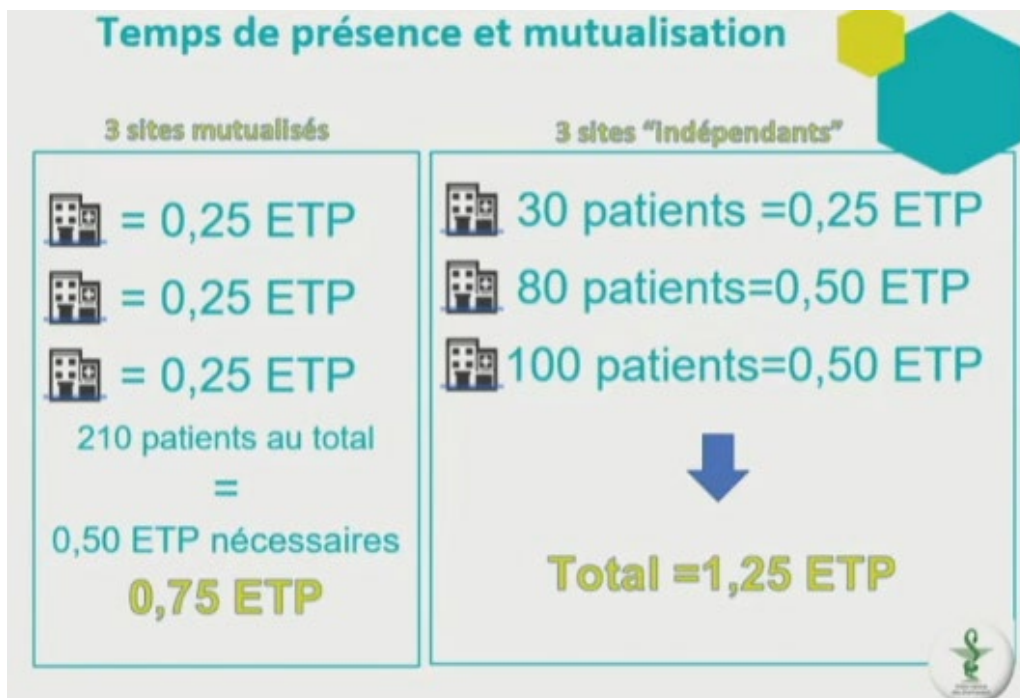 Temps de présence et mutualisation
3 sites mutualisés
= 0,25 ETP
= 0,25 ETP
= 0,25 ETP
210 patients au total
=
0,50 ETP nécessaires
0,75 ETP
3 sites "indépendants"
30 patients =0,25 ETP
80 patients=0,50 ETP
100 patients=0,50 ETP
Total =1,25 ETP